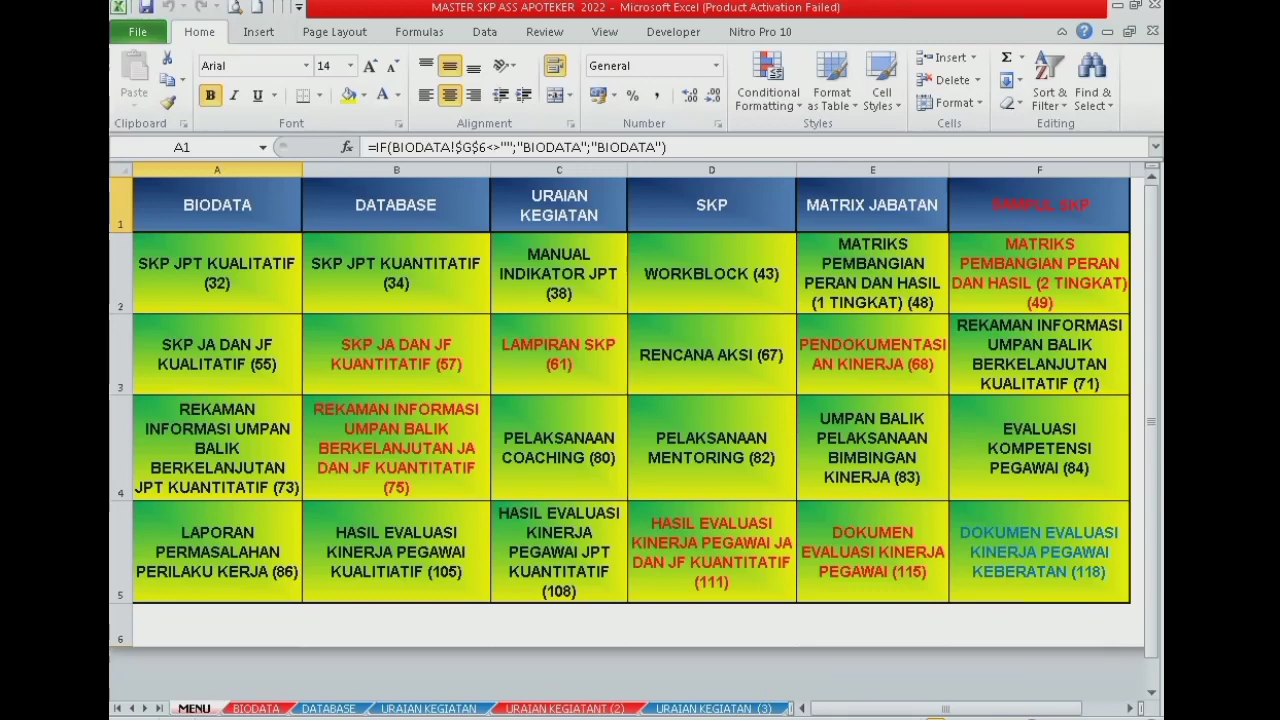 MASTER SKP ASS APOTEKER 2022 - Microsoft Excel (Product Activation Failed)
File Home Insert Page Layout Formulas Data Review View Developer Nitro Pro 10
Paste
Clipboard
Arial 14
B I U
Font
Alignment
General
% ,
Number
Conditional Formatting
Format as Table
Cell Styles
Styles
Insert
Delete
Format
Cells
Σ
Sort & Filter
Find & Select
Editing
A1 fx =IF(BIODATA!$G$6<>"";"BIODATA";"BIODATA")
A B C D E F
1
BIODATA
DATABASE
URAIAN
KEGIATAN
SKP
MATRIX JABATAN
SAMPUL SKP
2
SKP JPT KUALITATIF
(32)
SKP JPT KUANTITATIF
(34)
MANUAL
INDIKATOR JPT
(38)
WORKBLOCK (43)
MATRIKS
PEMBANGIAN
PERAN DAN HASIL
(1 TINGKAT) (48)
MATRIKS
PEMBANGIAN PERAN
DAN HASIL (2 TINGKAT)
(49)
3
SKP JA DAN JF
KUALITATIF (55)
SKP JA DAN JF
KUANTITATIF (57)
LAMPIRAN SKP
(61)
RENCANA AKSI (67)
PENDOKUMENTASI
AN KINERJA (68)
REKAMAN INFORMASI
UMPAN BALIK
BERKELANJUTAN
KUALITATIF (71)
4
REKAMAN
INFORMASI UMPAN
BALIK
BERKELANJUTAN
JPT KUANTITATIF (73)
REKAMAN INFORMASI
UMPAN BALIK
BERKELANJUTAN JA
DAN JF KUANTITATIF
(75)
PELAKSANAAN
COACHING (80)
PELAKSANAAN
MENTORING (82)
UMPAN BALIK
PELAKSANAAN
BIMBINGAN
KINERJA (83)
EVALUASI
KOMPETENSI
PEGAWAI (84)
5
LAPORAN
PERMASALAHAN
PERILAKU KERJA (86)
HASIL EVALUASI
KINERJA PEGAWAI
KUALITIATIF (105)
HASIL EVALUASI
KINERJA
PEGAWAI JPT
KUANTITATIF
(108)
HASIL EVALUASI
KINERJA PEGAWAI JA
DAN JF KUANTITATIF
(111)
DOKUMEN
EVALUASI KINERJA
PEGAWAI (115)
DOKUMEN EVALUASI
KINERJA PEGAWAI
KEBERATAN (118)
6
MENU BIODATA DATABASE URAIAN KEGIATAN URAIAN KEGIATANT (2) URAIAN KEGIATAN (3)